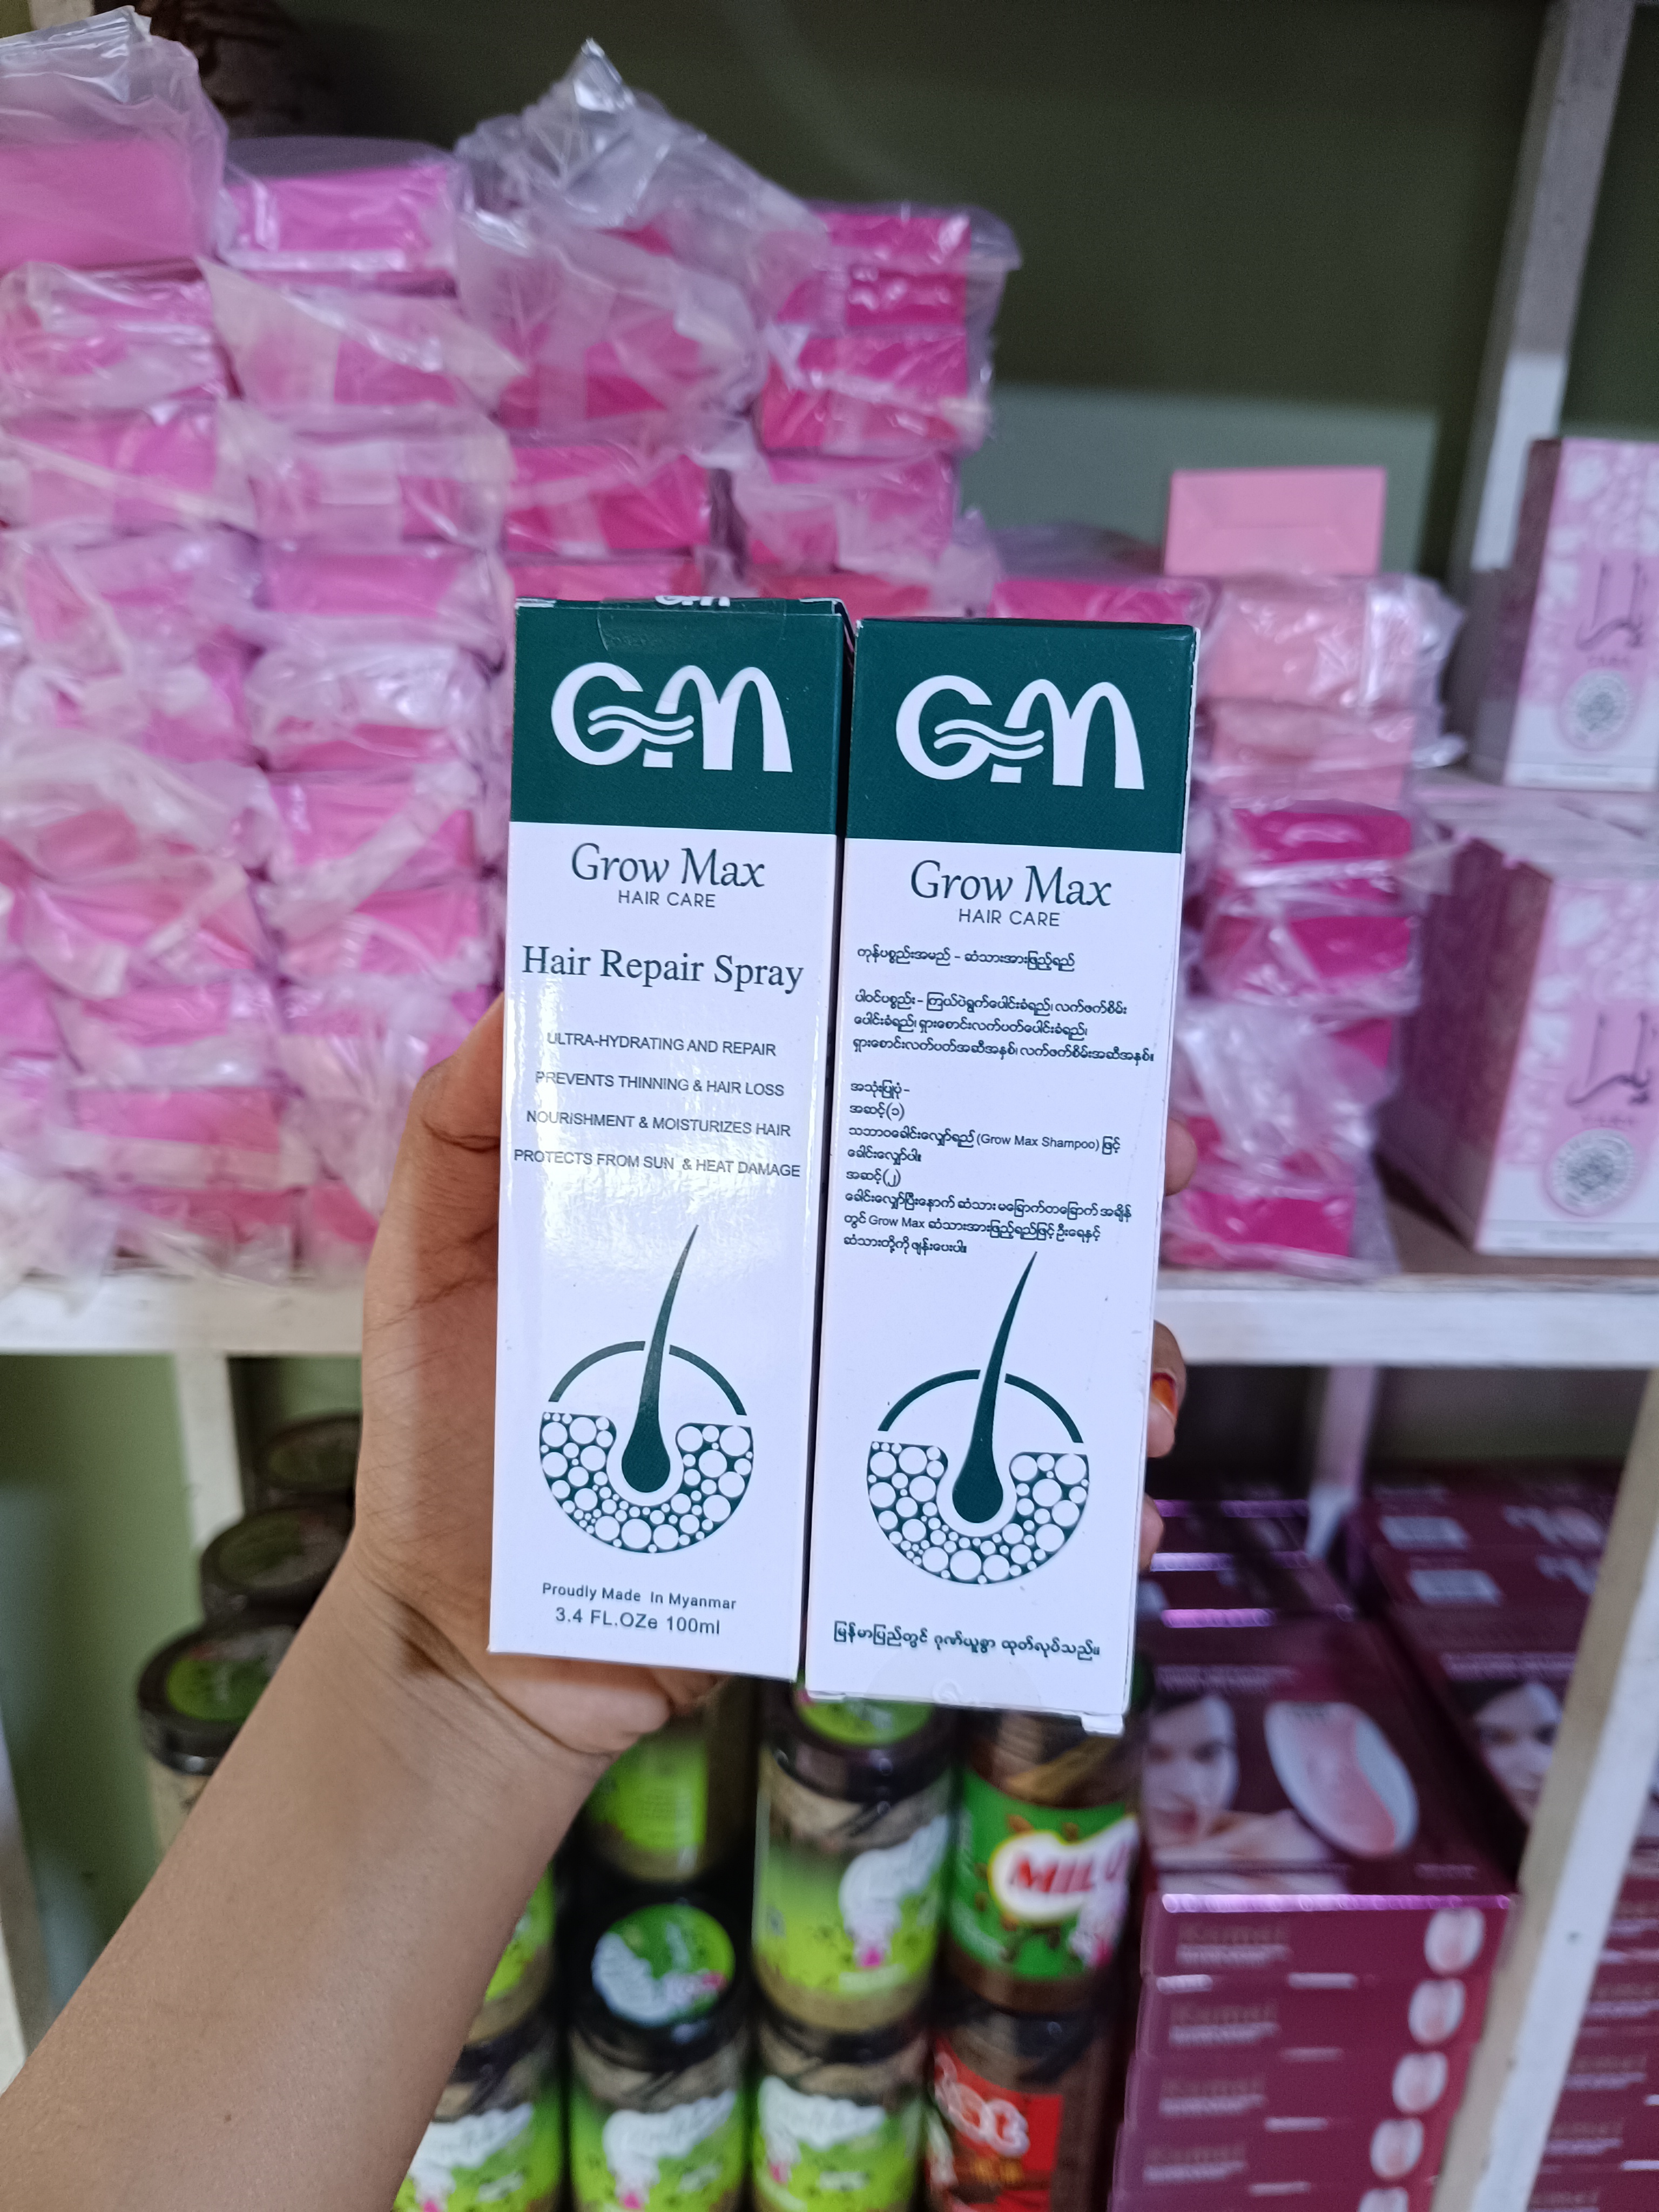 GM
Grow Max
HAIR CARE
Hair Repair Spray
ULTRA-HYDRATING AND REPAIR
PREVENTS THINNING & HAIR LOSS
NOURISHMENT & MOISTURIZES HAIR
PROTECTS FROM SUN & HEAT DAMAGE
Proudly Made In Myanmar
3.4 FL.OZe 100ml
GM
Grow Max
HAIR CARE
ကုန်ပစ္စည်းအမည် - ဆံသားအားဖြည့်ရည်
ပါဝင်ပစ္စည်း - ကြယ်ပဲရွက်ပေါင်းခံရည်၊ လက်ဖက်စိမ်း
ပေါင်းခံရည်၊ ရှားစောင်းလက်ပတ်ပေါင်းခံရည်၊
ရှားစောင်းလက်ပတ်အဆီအနှစ်၊ လက်ဖက်စိမ်းအဆီအနှစ်။
အသုံးပြုပုံ -
အဆင့်(၁)
သဘာဝခေါင်းလျှော်ရည် (Grow Max Shampoo) ဖြင့်
ခေါင်းလျှော်ပါ။
အဆင့်(၂)
ခေါင်းလျှော်ပြီးနောက် ဆံသား မခြောက်တခြောက် အချိန်
တွင် Grow Max ဆံသားအားဖြည့်ရည်ဖြင့် ဦးရေနှင့်
ဆံသားတို့ကို ဖျန်းပေးပါ။
မြန်မာပြည်တွင် ဂုဏ်ယူစွာ ထုတ်လုပ်သည်။
MILO